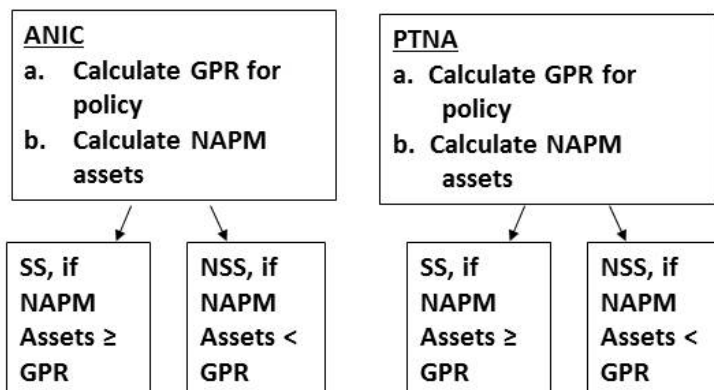 ANIC
a. Calculate GPR for
policy
b. Calculate NAPM
assets
PTNA
a. Calculate GPR for
policy
b. Calculate NAPM
assets
SS, if
NAPM
Assets ≥
GPR
NSS, if
NAPM
Assets <
GPR
SS, if
NAPM
Assets ≥
GPR
NSS, if
NAPM
Assets <
GPR